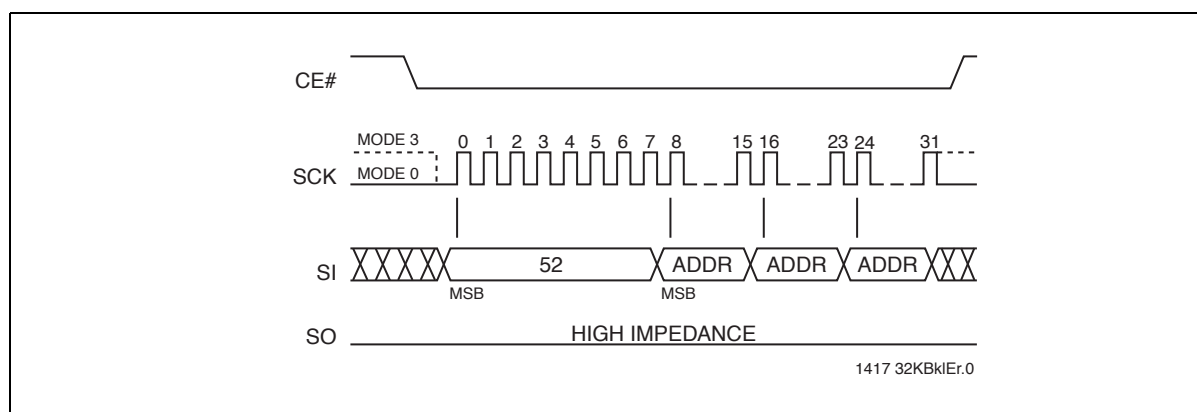 CE#
MODE 3
0 1 2 3 4 5 6 7 8 15 16 23 24 31
SCK
MODE 0
SI
52
ADDR
ADDR
ADDR
MSB
MSB
SO
HIGH IMPEDANCE
1417 32KBklEr.0